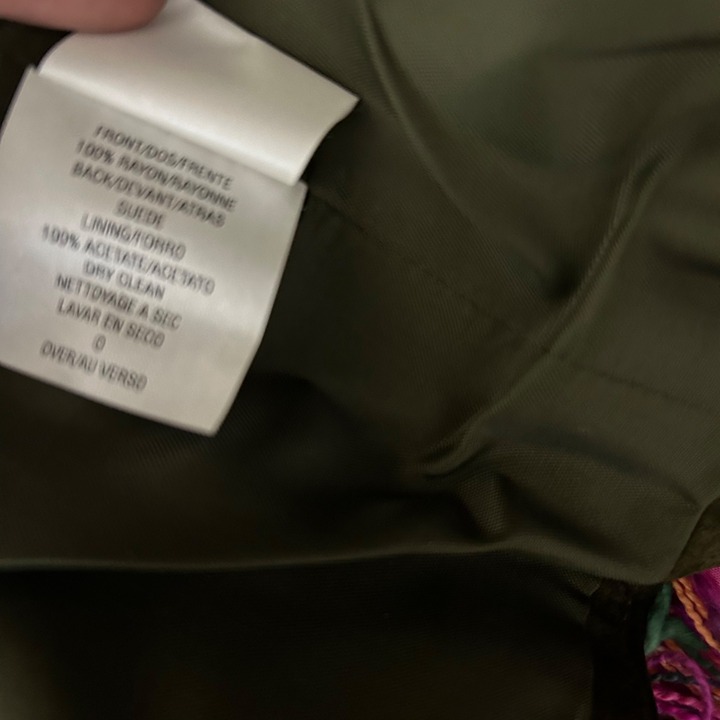 FRONT/DOS/FRENTE
100% RAYON/RAYONNE
BACK/DEVANT/ATRAS
SUEDE
LINING/FORRO
100% ACETATE/ACETATO
DRY CLEAN
NETTOYAGE A SEC
LAVAR EN SECO
0
OVER/AU VERSO